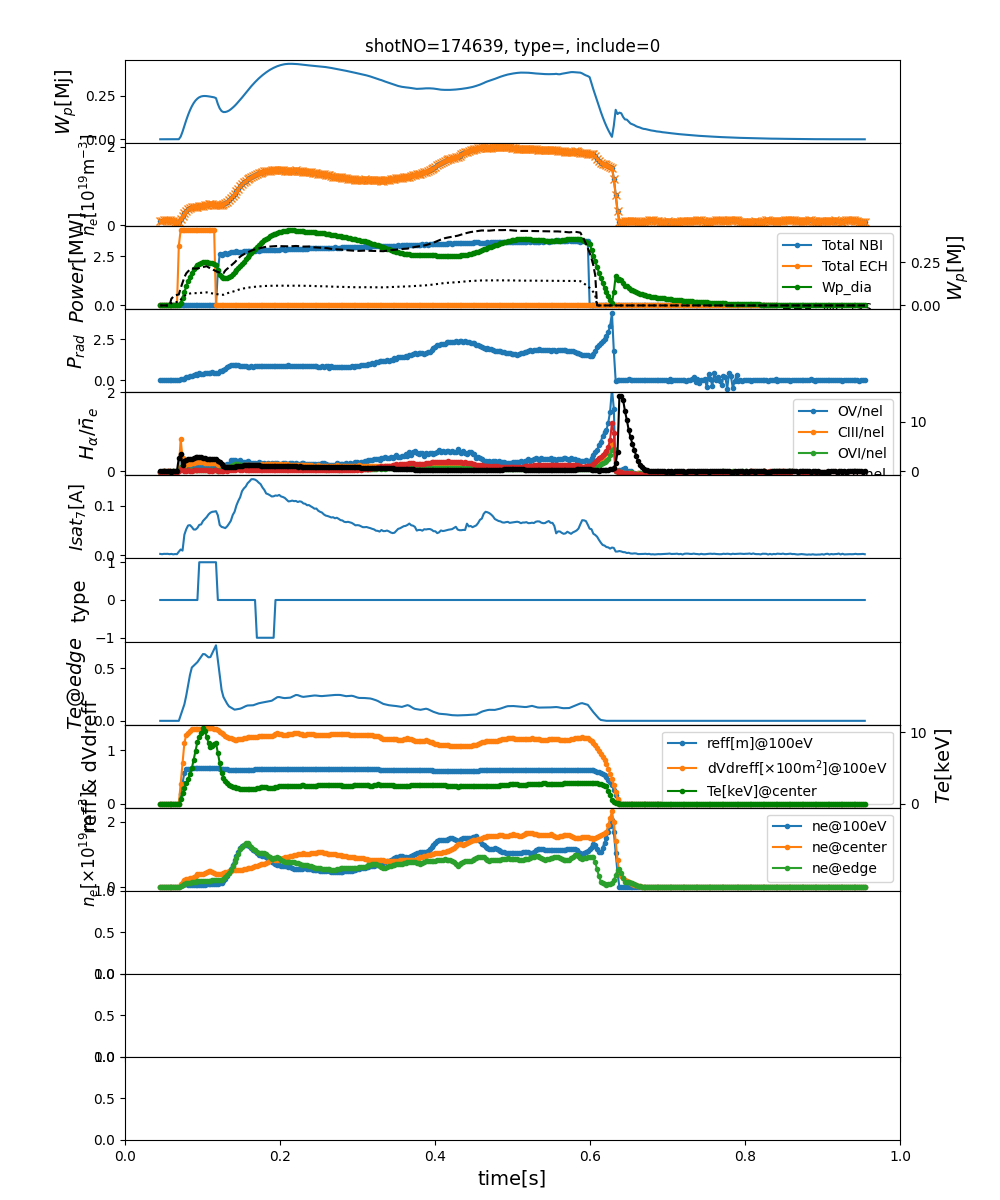 shotNO=174639, type=, include=0
W_p[Mj]
0.25
0.00
n_e[10^19 m^-3]
2
0
Power[MW]
2.5
0.0
Total NBI
Total ECH
Wp_dia
0.25
0.00
W_p[MJ]
P_rad
2.5
0.0
H_α/n̄_e
2
0
OV/nel
CIII/nel
OVI/nel
10
0
Isat_7[A]
0.1
0.0
type
1
0
−1
Te@edge
0.5
0.0
reff & dVdreff
1
0
reff[m]@100eV
dVdreff[×100m^2]@100eV
Te[keV]@center
10
0
Te[keV]
n_e[×10^19 m^-3]
2
0
ne@100eV
ne@center
ne@edge
0.5
1.0
0.5
1.0
0.5
0.0
0.0
0.2
0.4
0.6
0.8
1.0
time[s]